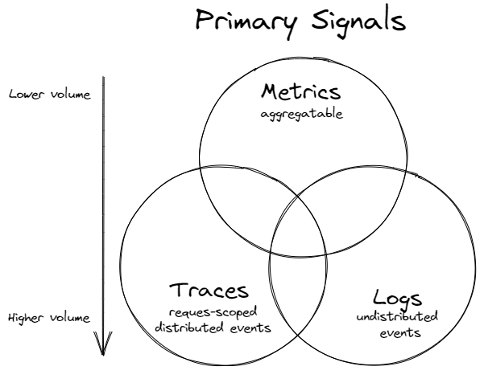 Primary Signals
Lower volume
Metrics
aggregatable
Traces
reques-scoped
distributed events
Logs
undistributed
events
Higher volume